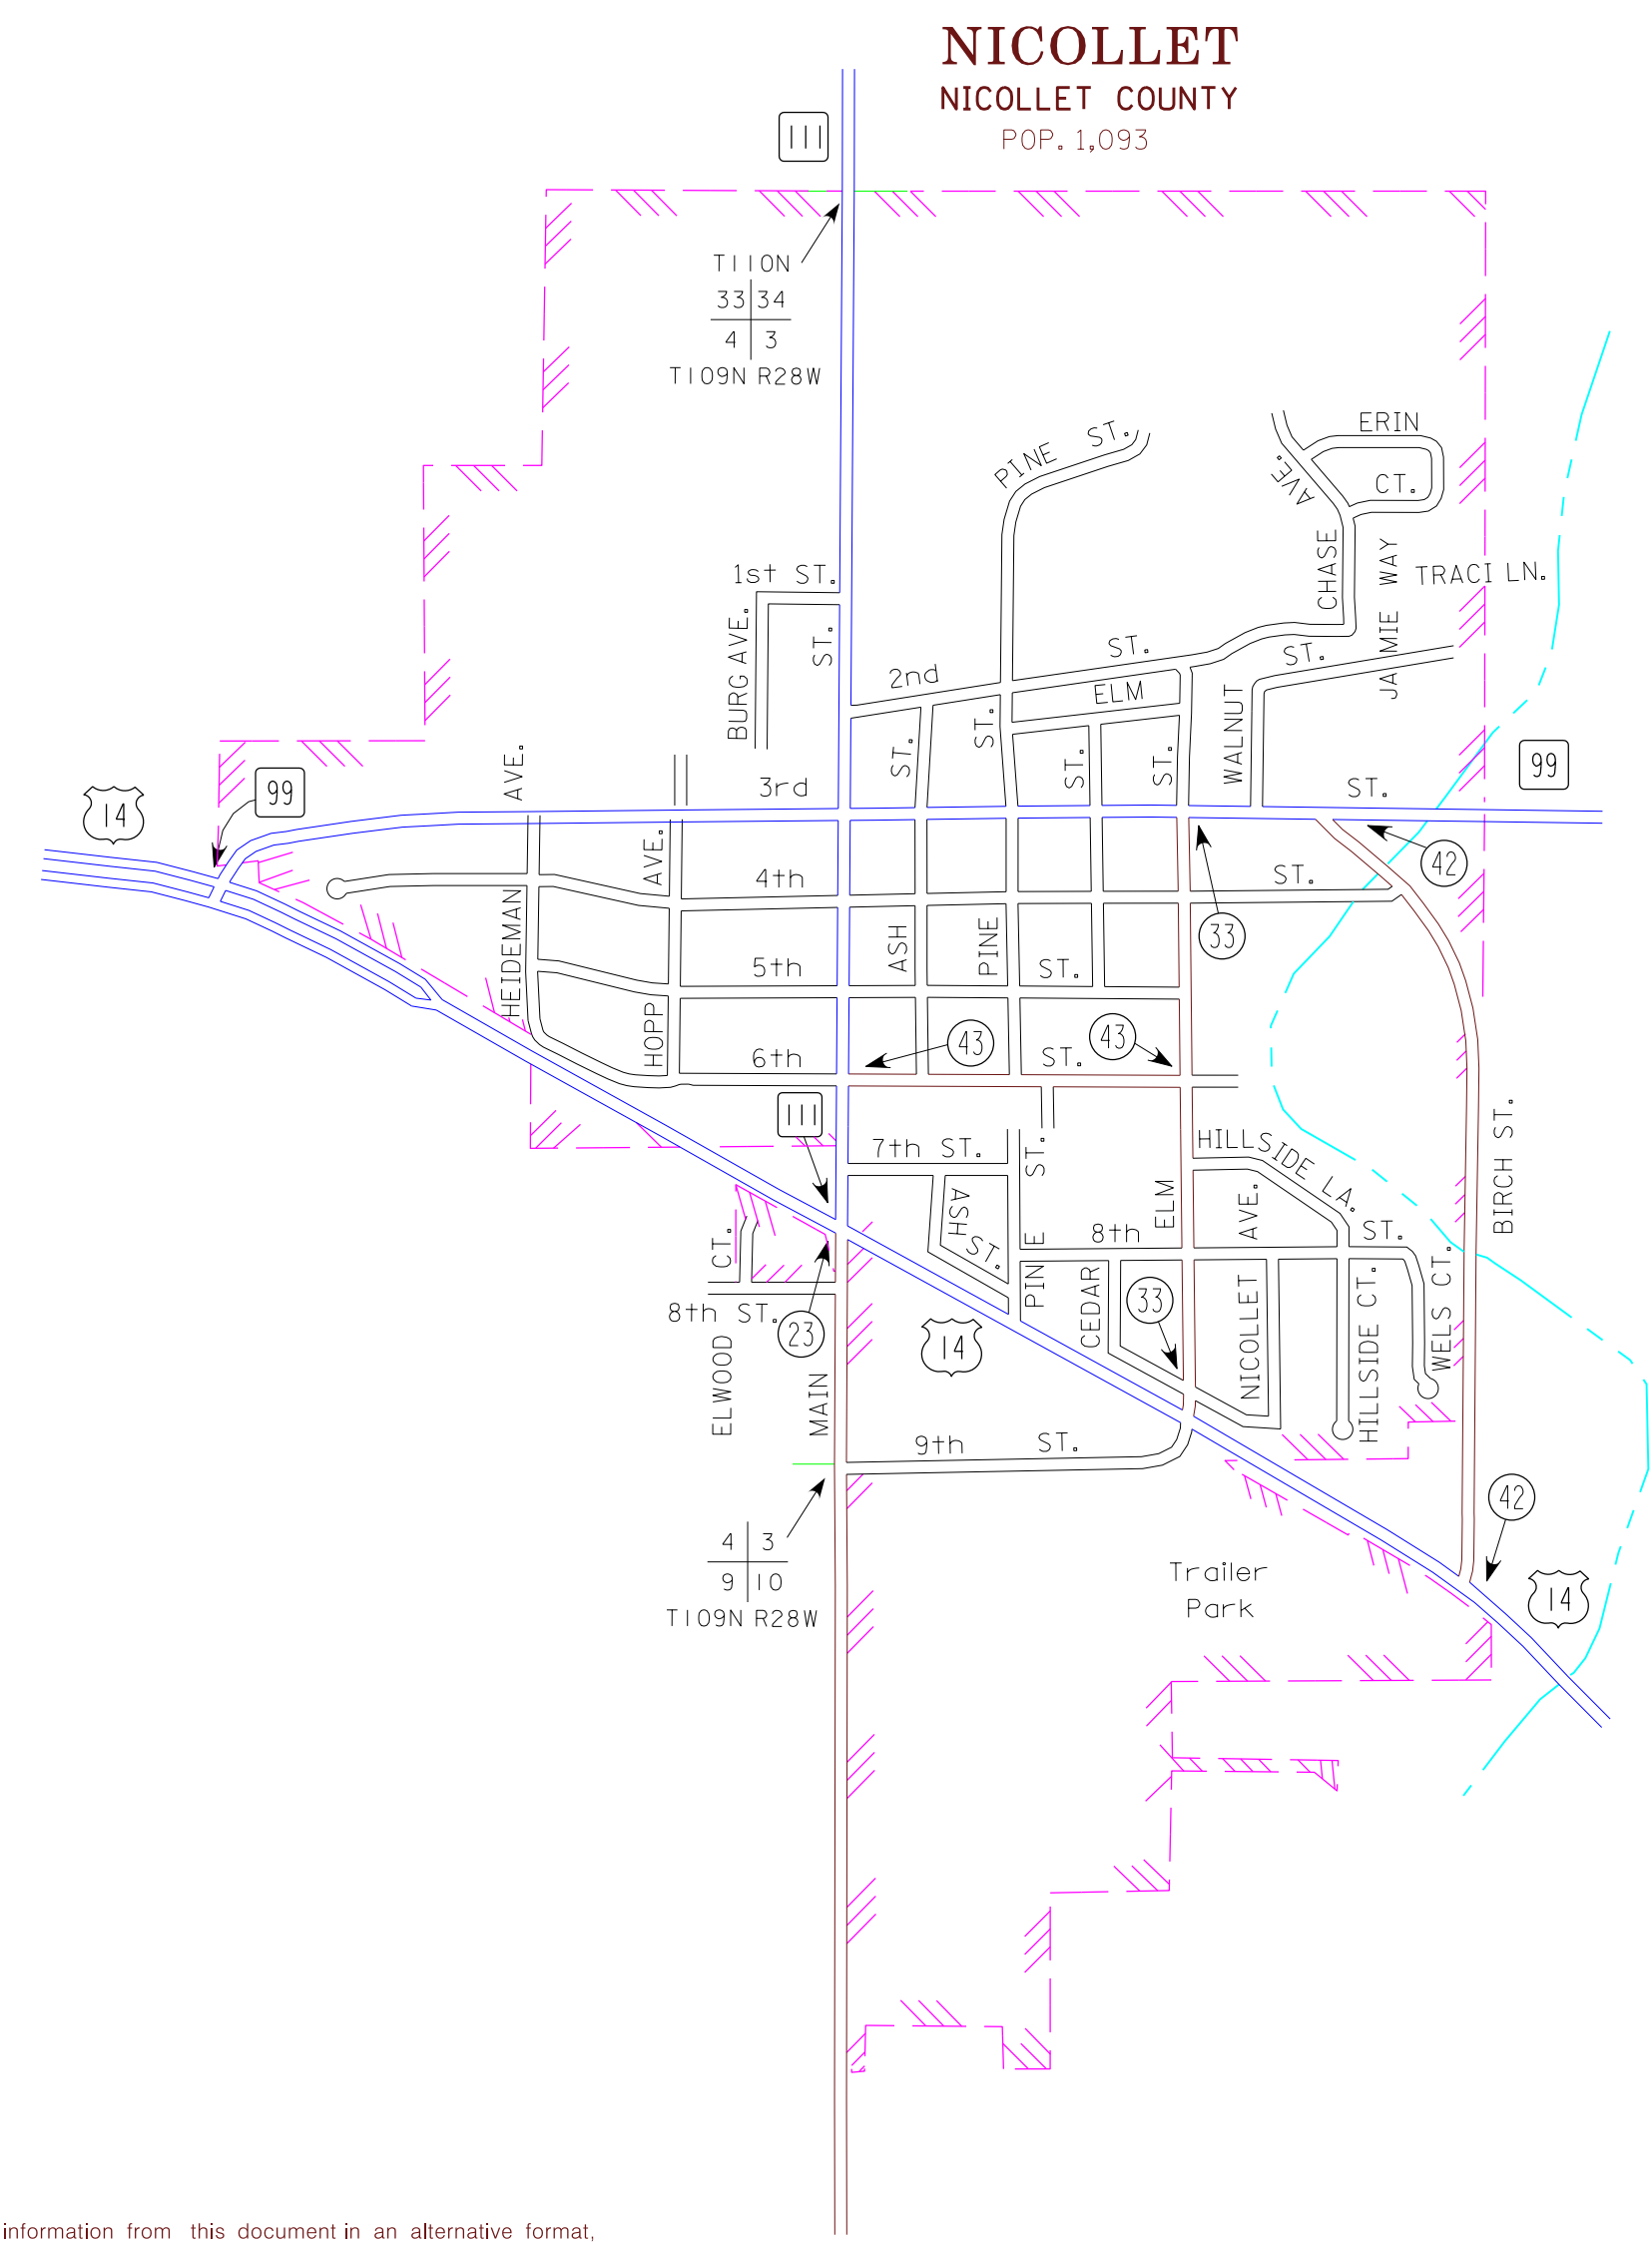 NICOLLET
NICOLLET COUNTY
POP. 1,093
111
T110N
33 34
4 3
T109N R28W
PINE ST.
ERIN
CT.
CHASE AVE.
JAMIE WAY
TRACI LN.
1st ST.
BURG AVE.
ST.
2nd ST.
ST.
ELM
ST.
ST.
ST.
ST.
WALNUT
AVE.
3rd ST.
99
99
14
42
33
AVE.
4th ST.
HEIDEMAN
ASH
PINE
5th ST.
HOPP
43
43
6th ST.
111
7th ST.
ST.
HILLSIDE LA.
BIRCH ST.
ASH ST.
ELM
AVE.
8th ST.
CT.
PINE
CEDAR
33
NICOLLET
HILLSIDE CT.
WELS CT.
8th ST.
23
14
ELWOOD
MAIN
9th ST.
42
4 3
9 10
T109N R28W
Trailer
Park
14
information from this document in an alternative format,